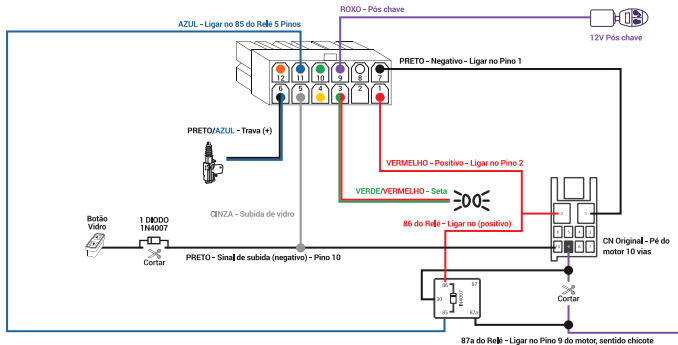 ROXO - Pós chave
AZUL - Ligar no 85 do Relé 5 Pinos
12V Pós chave
PRETO - Negativo - Ligar no Pino 1
12 11 10 9 8 7
6 5 4 3 2 1
PRETO/AZUL - Trava (+)
VERMELHO - Positivo - Ligar no Pino 2
VERDE/VERMELHO - Seta
CINZA - Subida de vidro
86 do Relé - Ligar no (positivo)
Botão
Vidro
1 DIODO
1N4007
Cortar
PRETO - Sinal de subida (negativo) - Pino 10
2 1
CN Original - Pé do
motor 10 vias
86 87
30
IN4007
85 87a
Cortar
87a do Relé - Ligar no Pino 9 do motor, sentido chicote